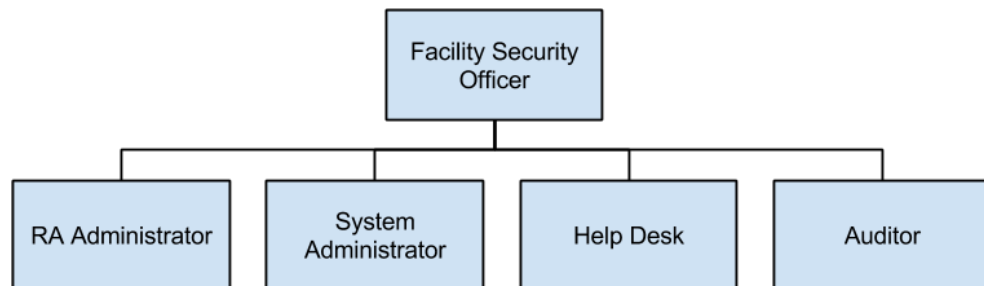 Facility Security
Officer
RA Administrator
System
Administrator
Help Desk
Auditor